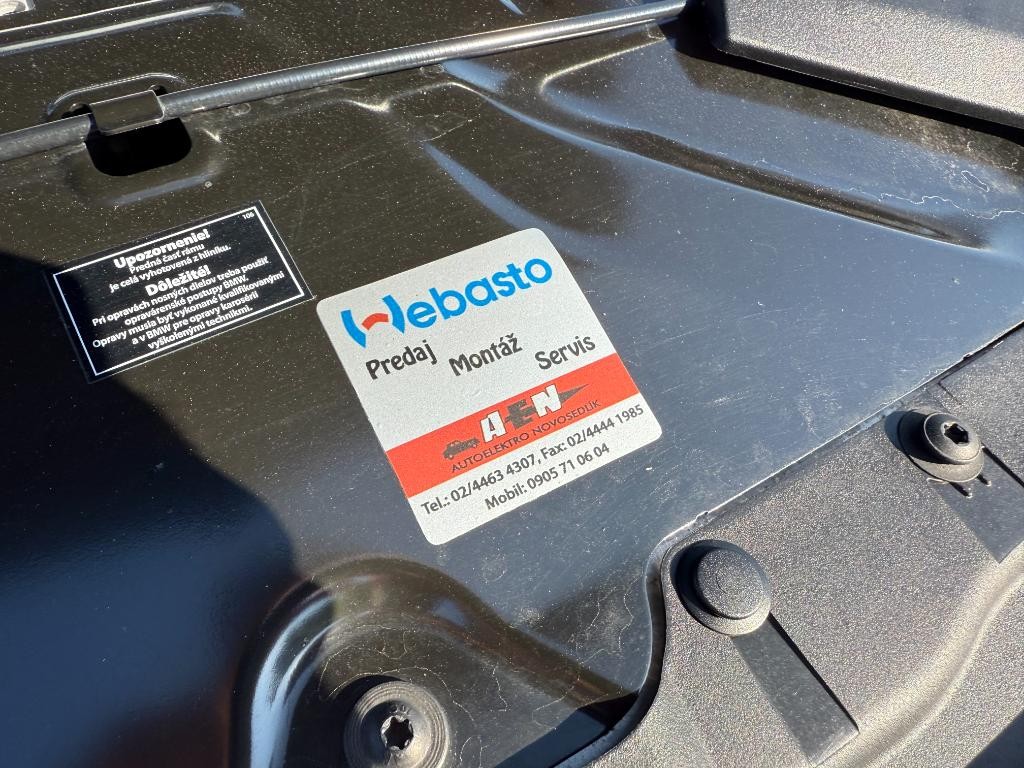 106
Upozornenie!
Predná časť rámu
je celá vyhotovená z hliníku.
Dôležité!
Pri opravách nosných dielov treba použiť
opravárenské postupy BMW.
Opravy musia byť vykonané kvalifikovanými
a v BMW pre opravy karosérií
vyškolenými technikmi.
Webasto
Predaj Montáž Servis
AEN
AUTOELEKTRO NOVOSEDLÍK
Tel.: 02/4463 4307, Fax: 02/4444 1985
Mobil: 0905 71 06 04